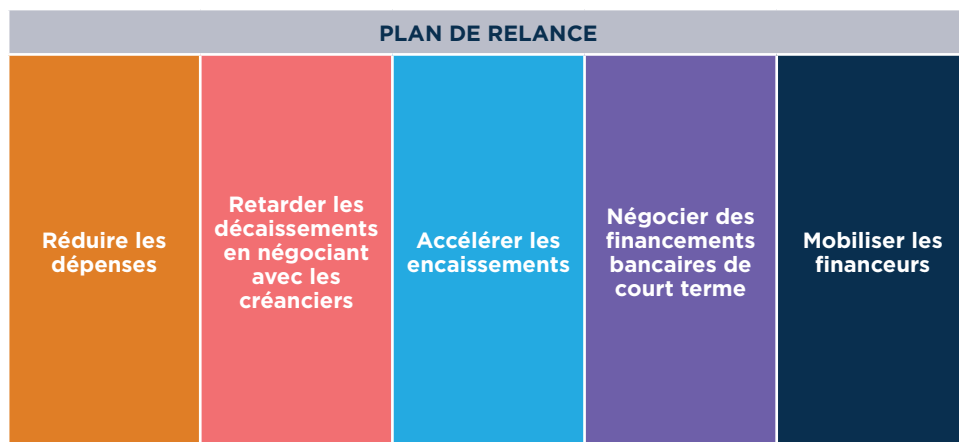 PLAN DE RELANCE
Réduire les
dépenses
Retarder les
décaissements
en négociant
avec les
créanciers
Accélérer les
encaissements
Négocier des
financements
bancaires de
court terme
Mobiliser les
financeurs